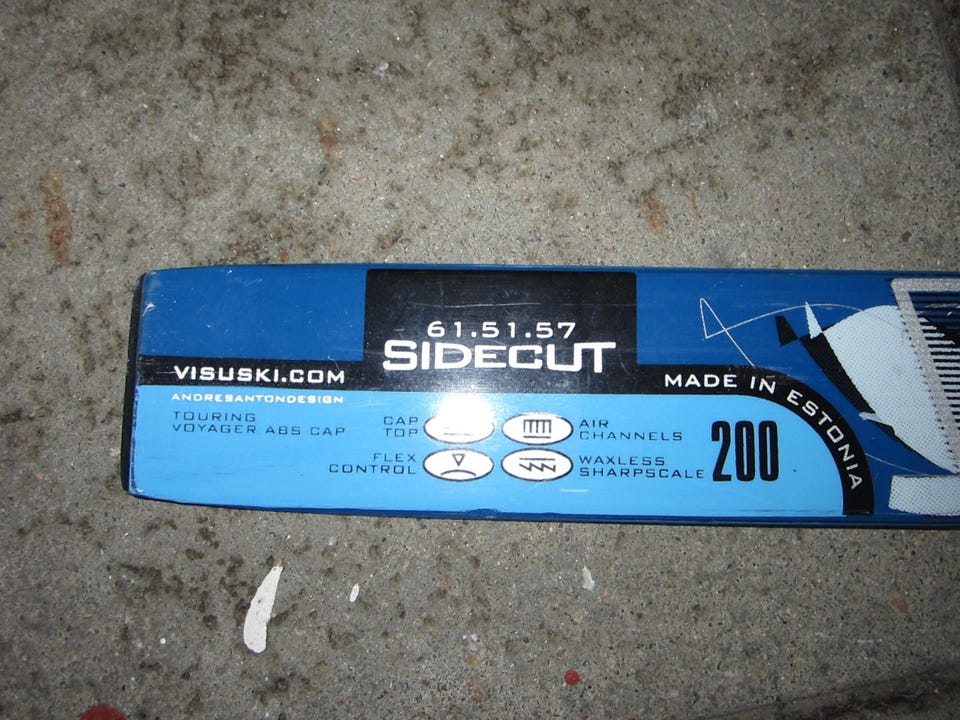 61.51.57
SIDECUT
VISUSKI.COM
MADE IN ESTONIA
ANDRESANTONDESIGN
TOURING
VOYAGER ABS CAP
CAP
TOP
AIR
CHANNELS
FLEX
CONTROL
WAXLESS
SHARPSCALE
200